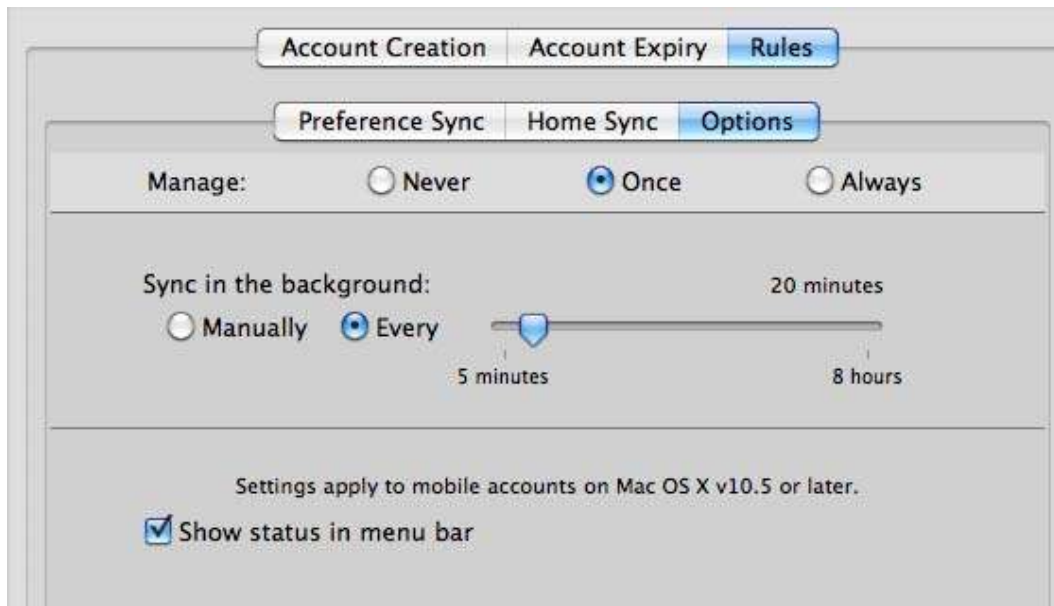 Account Creation Account Expiry Rules
Preference Sync Home Sync Options
Manage: Never Once Always
Sync in the background: 20 minutes
Manually Every
5 minutes 8 hours
Settings apply to mobile accounts on Mac OS X v10.5 or later.
Show status in menu bar